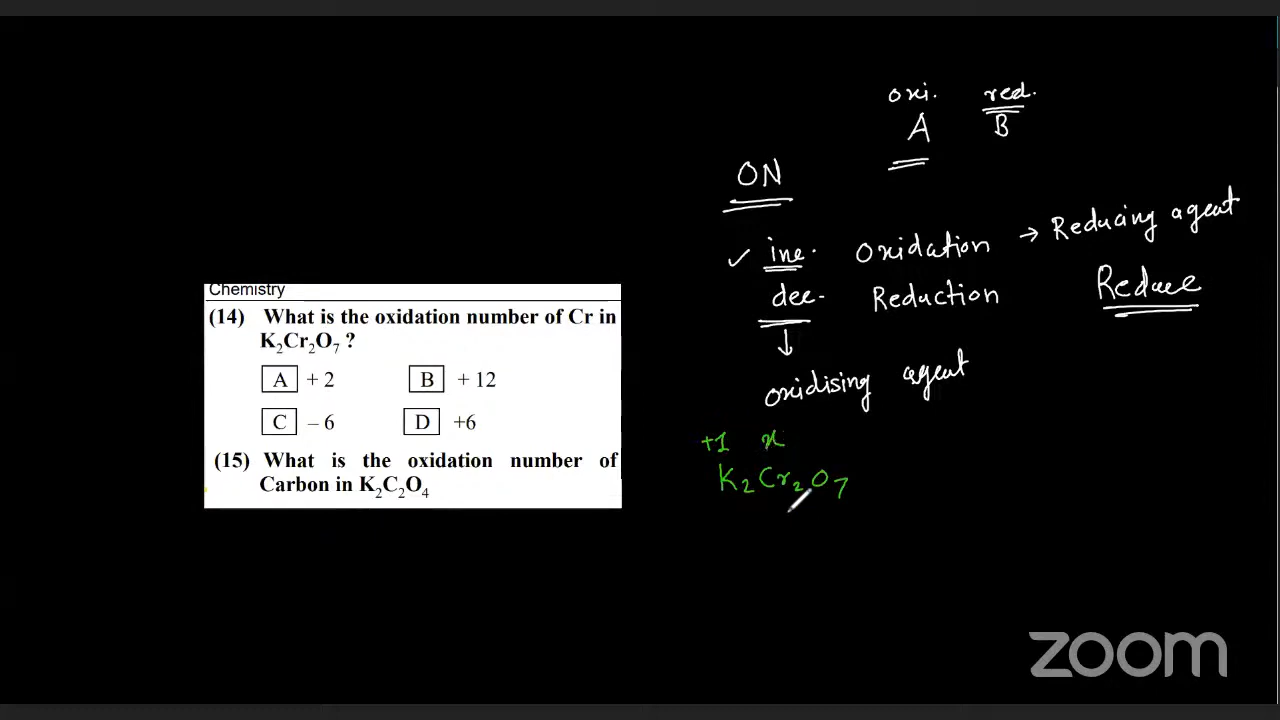 Chemistry
(14) What is the oxidation number of Cr in
K₂Cr₂O₇ ?
A + 2 B + 12
C – 6 D +6
(15) What is the oxidation number of
Carbon in K₂C₂O₄
oxi. red.
A B
ON
✓ inc. Oxidation → Reducing agent
dec. Reduction Reduce
↓
oxidising agent
+1 x
K₂Cr₂O₇
zoom